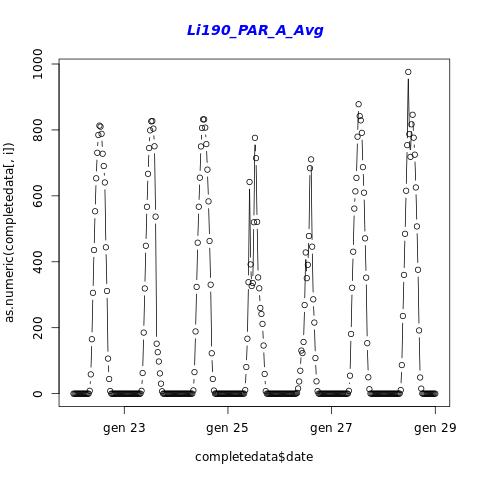 Li190_PAR_A_Avg
as.numeric(completedata[, i])
1000
800
600
400
200
0
gen 23 gen 25 gen 27 gen 29
completedata$date